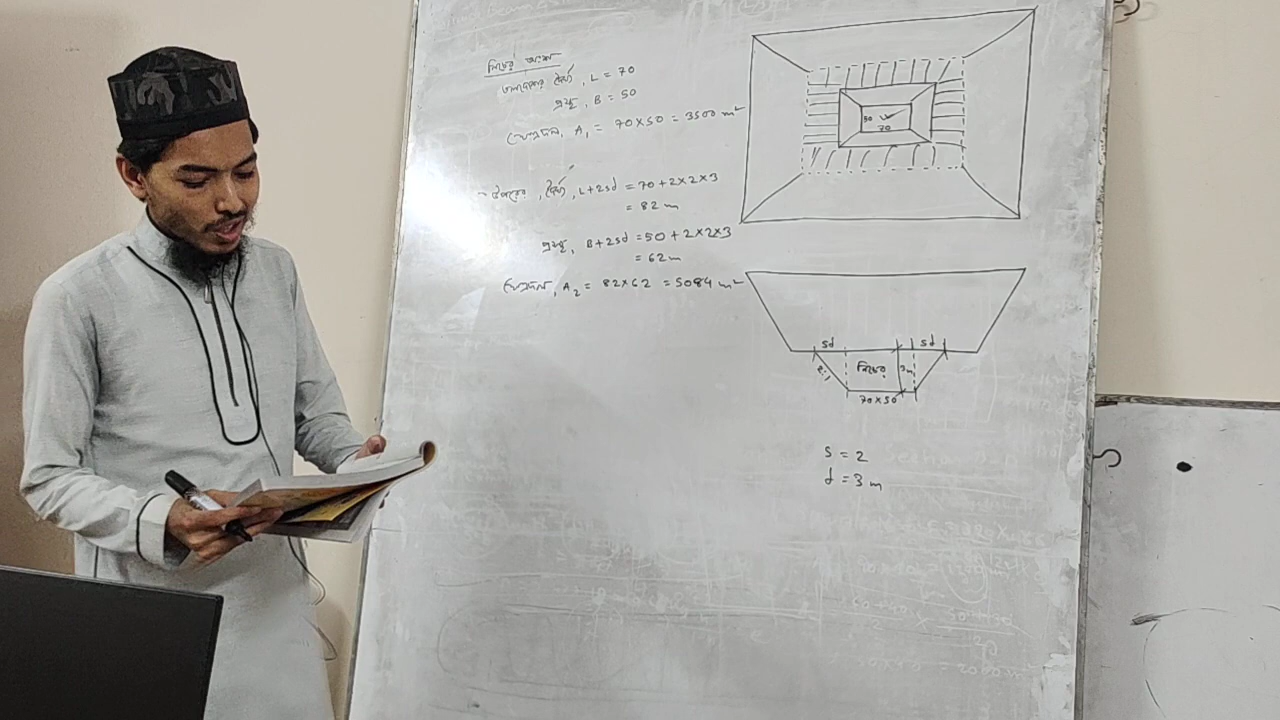 নিচের অংশ
তলদেশের দৈর্ঘ্য, L = 70
প্রস্থ, B = 50
ক্ষেত্রফল, A₁ = 70×50 = 3500 m²
উপরের, দৈর্ঘ্য, L+2sd = 70+2×2×3
= 82 m
প্রস্থ, B+2sd = 50+2×2×3
= 62 m
ক্ষেত্রফল, A₂ = 82×62 = 5084 m²
50
70
sd
sd
2:1
নিচের
3m
70×50
S = 2
d = 3 m